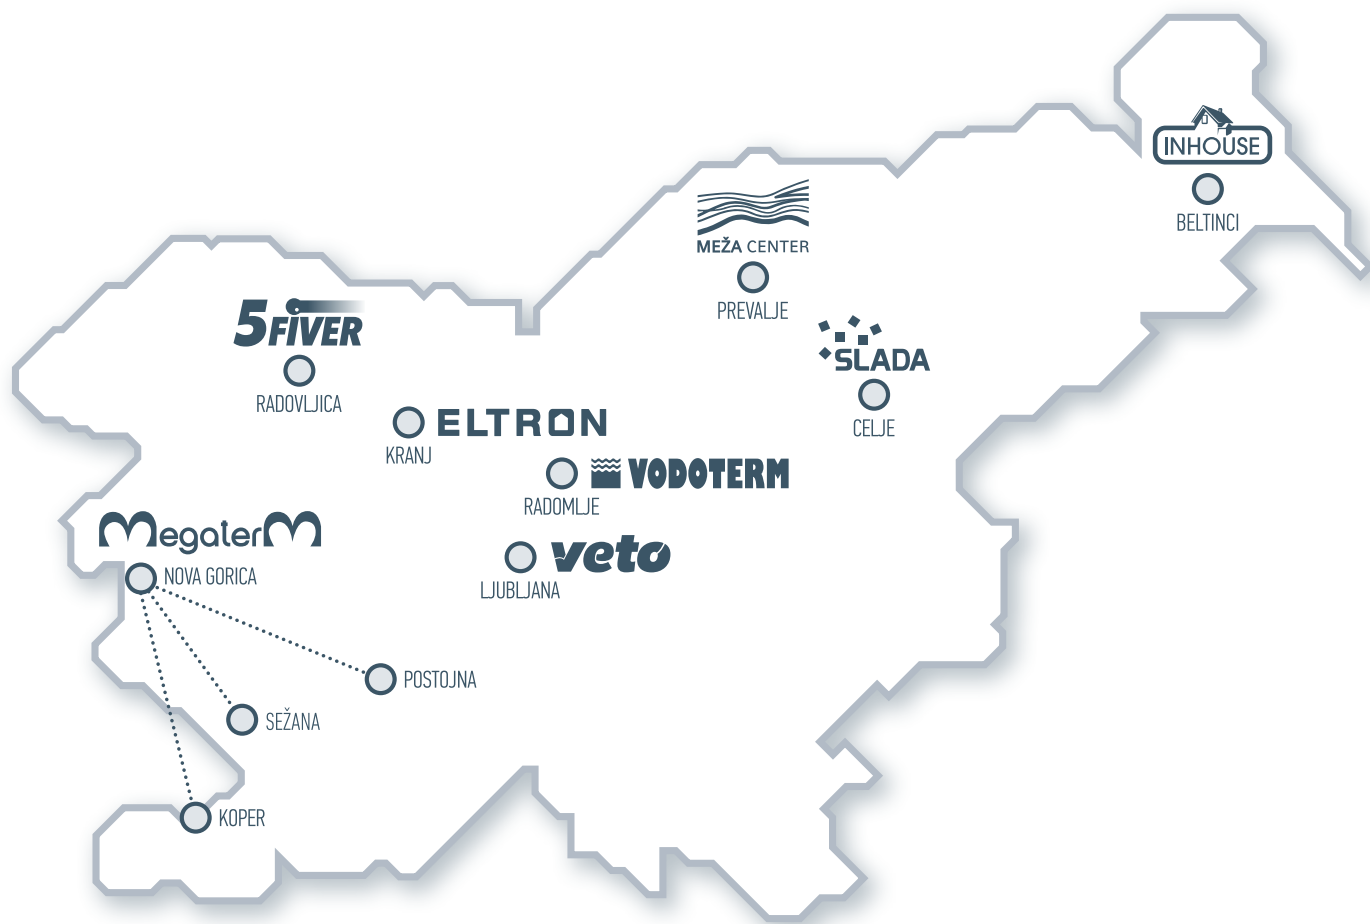 INHOUSE
BELTINCI
MEŽA CENTER
PREVALJE
5FIVER
RADOVLJICA
SLADA
CELJE
ELTRON
KRANJ
VODOTERM
RADOMLJE
MegaterM
NOVA GORICA
veto
LJUBLJANA
POSTOJNA
SEŽANA
KOPER